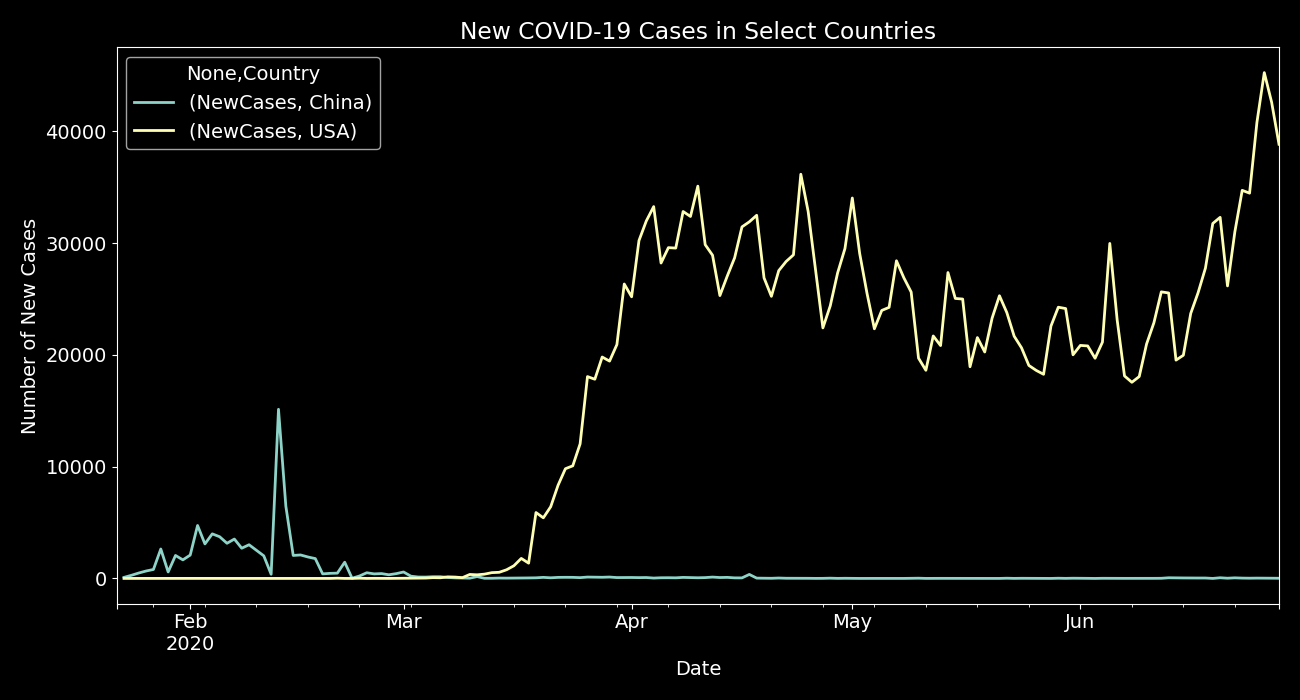 New COVID-19 Cases in Select Countries
None,Country
(NewCases, China)
(NewCases, USA)
Number of New Cases
40000
30000
20000
10000
0
Feb
2020
Mar
Apr
May
Jun
Date